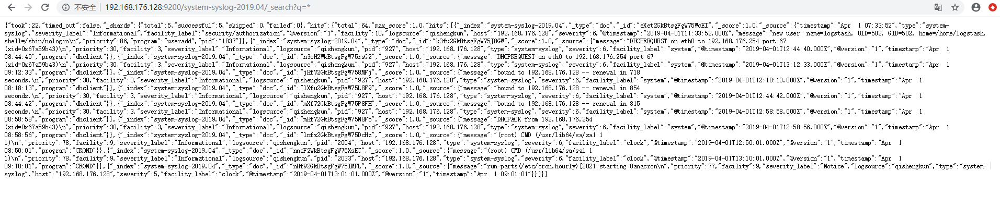 不安全 | 192.168.176.128:9200/system-syslog-2019.04/_search?q=*
{"took":22,"timed_out":false,"_shards":{"total":5,"successful":5,"skipped":0,"failed":0},"hits":{"total":64,"max_score":1.0,"hits":[{"_index":"system-syslog-2019.04","_type":"doc","_id":"eXet2GkBtsgFgW75WcEI","_score":1.0,"_source":{"timestamp":"Apr  1 07:33:52","type":"system-
syslog","severity_label":"Informational","facility_label":"security/authorization","@version":"1","facility":10,"logsource":"qishengkun","host":"192.168.176.128","severity":6,"@timestamp":"2019-04-01T11:33:52.000Z","message":"new user: name=logstash, UID=502, GID=502, home=/home/logstash,
shell=/sbin/nologin\n","priority":86,"program":"useradd","pid":"1837"}},{"_index":"system-syslog-2019.04","_type":"doc","_id":"k3fu2GkBtsgFgW75J8GW","_score":1.0,"_source":{"message":"DHCPREQUEST on eth0 to 192.168.176.254 port 67
(xid=0x67a59b43)\n","priority":30,"facility":3,"severity_label":"Informational","logsource":"qishengkun","pid":"927","host":"192.168.176.128","type":"system-syslog","severity":6,"facility_label":"system","@timestamp":"2019-04-01T12:44:40.000Z","@version":"1","timestamp":"Apr  1
08:44:40","program":"dhclient"}},{"_index":"system-syslog-2019.04","_type":"doc","_id":"n3cH2WkBtsgFgW75rsG2","_score":1.0,"_source":{"message":"DHCPREQUEST on eth0 to 192.168.176.254 port 67
(xid=0x67a59b43)\n","priority":30,"facility":3,"severity_label":"Informational","logsource":"qishengkun","pid":"927","host":"192.168.176.128","type":"system-syslog","severity":6,"facility_label":"system","@timestamp":"2019-04-01T13:12:33.000Z","@version":"1","timestamp":"Apr  1
09:12:33","program":"dhclient"}},{"_index":"system-syslog-2019.04","_type":"doc","_id":"jHfV2GkBtsgFgW758MFj","_score":1.0,"_source":{"message":"bound to 192.168.176.128 -- renewal in 718
seconds.\n","priority":30,"facility":3,"severity_label":"Informational","logsource":"qishengkun","pid":"927","host":"192.168.176.128","type":"system-syslog","severity":6,"facility_label":"system","@timestamp":"2019-04-01T12:18:13.000Z","@version":"1","timestamp":"Apr  1
08:18:13","program":"dhclient"}},{"_index":"system-syslog-2019.04","_type":"doc","_id":"lXfu2GkBtsgFgW75L8F9","_score":1.0,"_source":{"message":"bound to 192.168.176.128 -- renewal in 854
seconds.\n","priority":30,"facility":3,"severity_label":"Informational","logsource":"qishengkun","pid":"927","host":"192.168.176.128","type":"system-syslog","severity":6,"facility_label":"system","@timestamp":"2019-04-01T12:44:42.000Z","@version":"1","timestamp":"Apr  1
08:44:42","program":"dhclient"}},{"_index":"system-syslog-2019.04","_type":"doc","_id":"mXf72GkBtsgFgW75P8FH","_score":1.0,"_source":{"message":"bound to 192.168.176.128 -- renewal in 815
seconds.\n","priority":30,"facility":3,"severity_label":"Informational","logsource":"qishengkun","pid":"927","host":"192.168.176.128","type":"system-syslog","severity":6,"facility_label":"system","@timestamp":"2019-04-01T12:58:58.000Z","@version":"1","timestamp":"Apr  1
08:58:58","program":"dhclient"}},{"_index":"system-syslog-2019.04","_type":"doc","_id":"mHf72GkBtsgFgW75N8Fb","_score":1.0,"_source":{"message":"DHCPACK from 192.168.176.254
(xid=0x67a59b43)\n","priority":30,"facility":3,"severity_label":"Informational","logsource":"qishengkun","pid":"927","host":"192.168.176.128","type":"system-syslog","severity":6,"facility_label":"system","@timestamp":"2019-04-01T12:58:56.000Z","@version":"1","timestamp":"Apr  1
08:58:56","program":"dhclient"}},{"_index":"system-syslog-2019.04","_type":"doc","_id":"lnfz2GkBtsgFgW75DcHz","_score":1.0,"_source":{"message":"(root) CMD (/usr/lib64/sa/sa1 1
1)\n","priority":78,"facility":9,"severity_label":"Informational","logsource":"qishengkun","pid":"2004","host":"192.168.176.128","type":"system-syslog","severity":6,"facility_label":"clock","@timestamp":"2019-04-01T12:50:01.000Z","@version":"1","timestamp":"Apr  1
08:50:01","program":"CROND"}},{"_index":"system-syslog-2019.04","_type":"doc","_id":"nncF2WkBtsgFgW75XsEC","_score":1.0,"_source":{"message":"(root) CMD (/usr/lib64/sa/sa1 1
1)\n","priority":78,"facility":9,"severity_label":"Informational","logsource":"qishengkun","pid":"2033","host":"192.168.176.128","type":"system-syslog","severity":6,"facility_label":"clock","@timestamp":"2019-04-01T13:10:01.000Z","@version":"1","timestamp":"Apr  1
09:10:01","program":"CROND"}},{"_index":"system-syslog-2019.04","_type":"doc","_id":"nHf92GkBtsgFgW75IMFL","_score":1.0,"_source":{"message":"run-parts(/etc/cron.hourly)[2021 starting 0anacron\n","priority":77,"facility":9,"severity_label":"Notice","logsource":"qishengkun","type":"system-
syslog","host":"192.168.176.128","severity":5,"facility_label":"clock","@timestamp":"2019-04-01T13:01:01.000Z","@version":"1","timestamp":"Apr  1 09:01:01"}}]}}